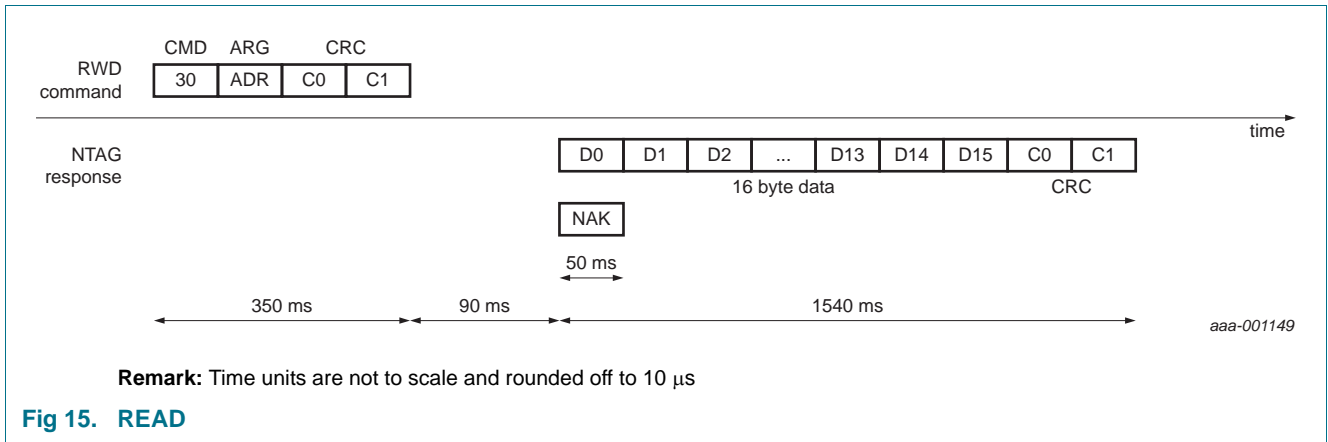 CMD ARG CRC
RWD
command
30 ADR C0 C1
time
NTAG
response
D0 D1 D2 ... D13 D14 D15 C0 C1
16 byte data CRC
NAK
50 ms
350 ms 90 ms 1540 ms
aaa-001149
Remark: Time units are not to scale and rounded off to 10 μs
Fig 15. READ